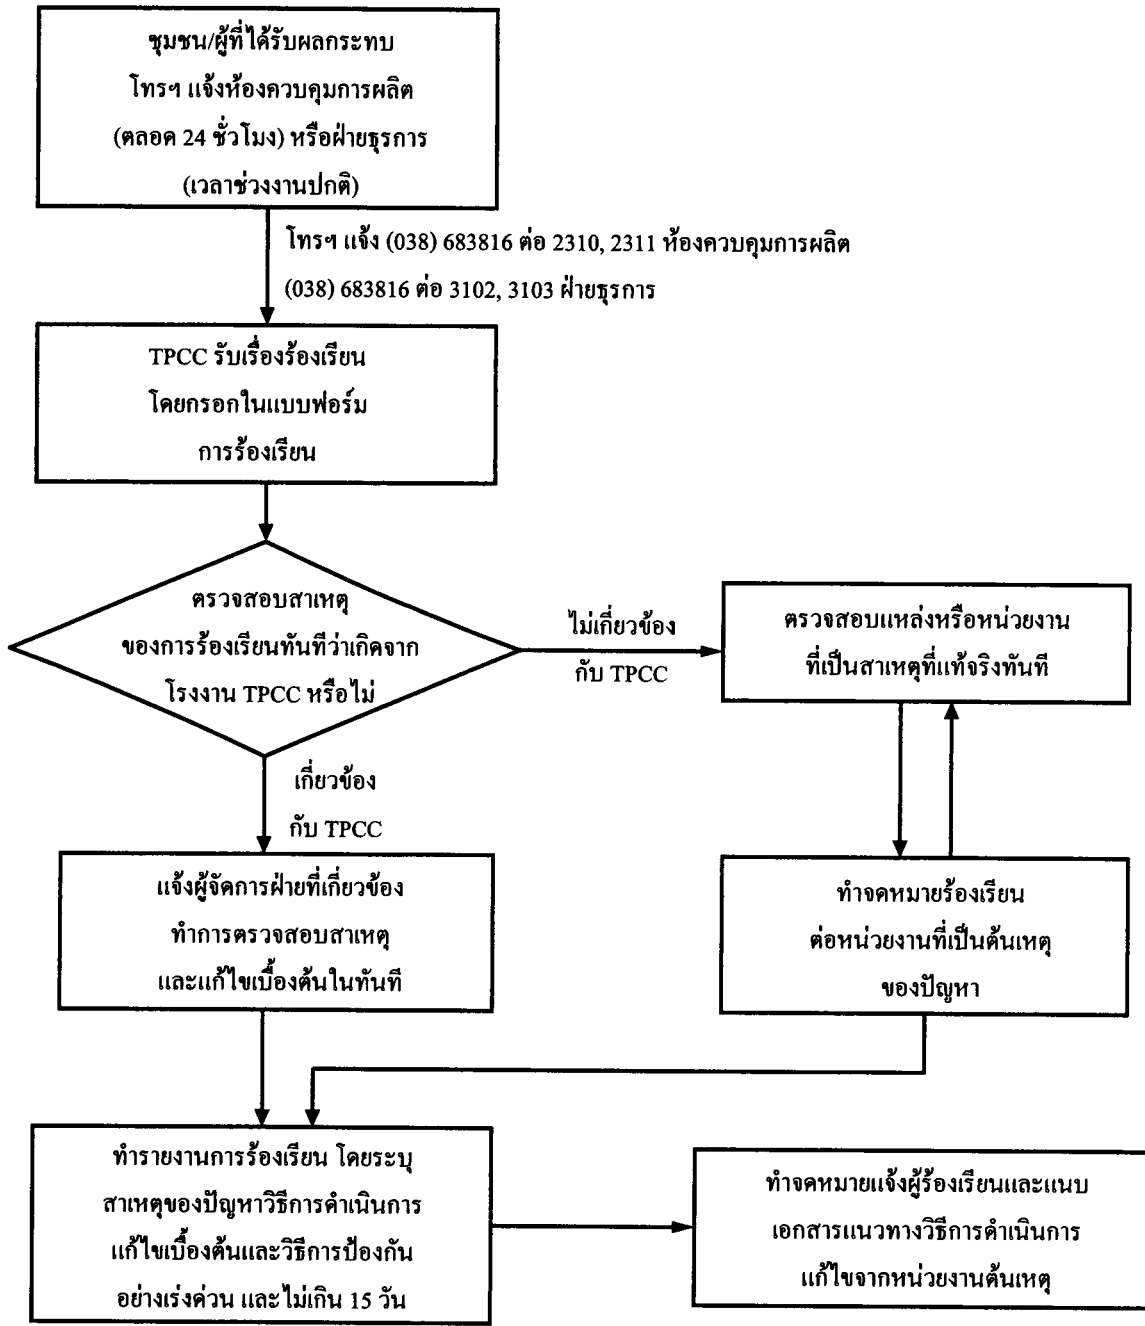 ชุมชน/ผู้ที่ได้รับผลกระทบ
โทรฯ แจ้งห้องควบคุมการผลิต
(ตลอด 24 ชั่วโมง) หรือฝ่ายธุรการ
(เวลาช่วงงานปกติ)
โทรฯ แจ้ง (038) 683816 ต่อ 2310, 2311 ห้องควบคุมการผลิต
(038) 683816 ต่อ 3102, 3103 ฝ่ายธุรการ
TPCC รับเรื่องร้องเรียน
โดยกรอกในแบบฟอร์ม
การร้องเรียน
ตรวจสอบสาเหตุ
ของการร้องเรียนทันทีว่าเกิดจาก
โรงงาน TPCC หรือไม่
ไม่เกี่ยวข้อง
กับ TPCC
ตรวจสอบแหล่งหรือหน่วยงาน
ที่เป็นสาเหตุที่แท้จริงทันที
เกี่ยวข้อง
กับ TPCC
แจ้งผู้จัดการฝ่ายที่เกี่ยวข้อง
ทำการตรวจสอบสาเหตุ
และแก้ไขเบื้องต้นในทันที
ทำจดหมายร้องเรียน
ต่อหน่วยงานที่เป็นต้นเหตุ
ของปัญหา
ทำรายงานการร้องเรียน โดยระบุ
สาเหตุของปัญหาวิธีการดำเนินการ
แก้ไขเบื้องต้นและวิธีการป้องกัน
อย่างเร่งด่วน และไม่เกิน 15 วัน
ทำจดหมายแจ้งผู้ร้องเรียนและแนบ
เอกสารแนวทางวิธีการดำเนินการ
แก้ไขจากหน่วยงานต้นเหตุ